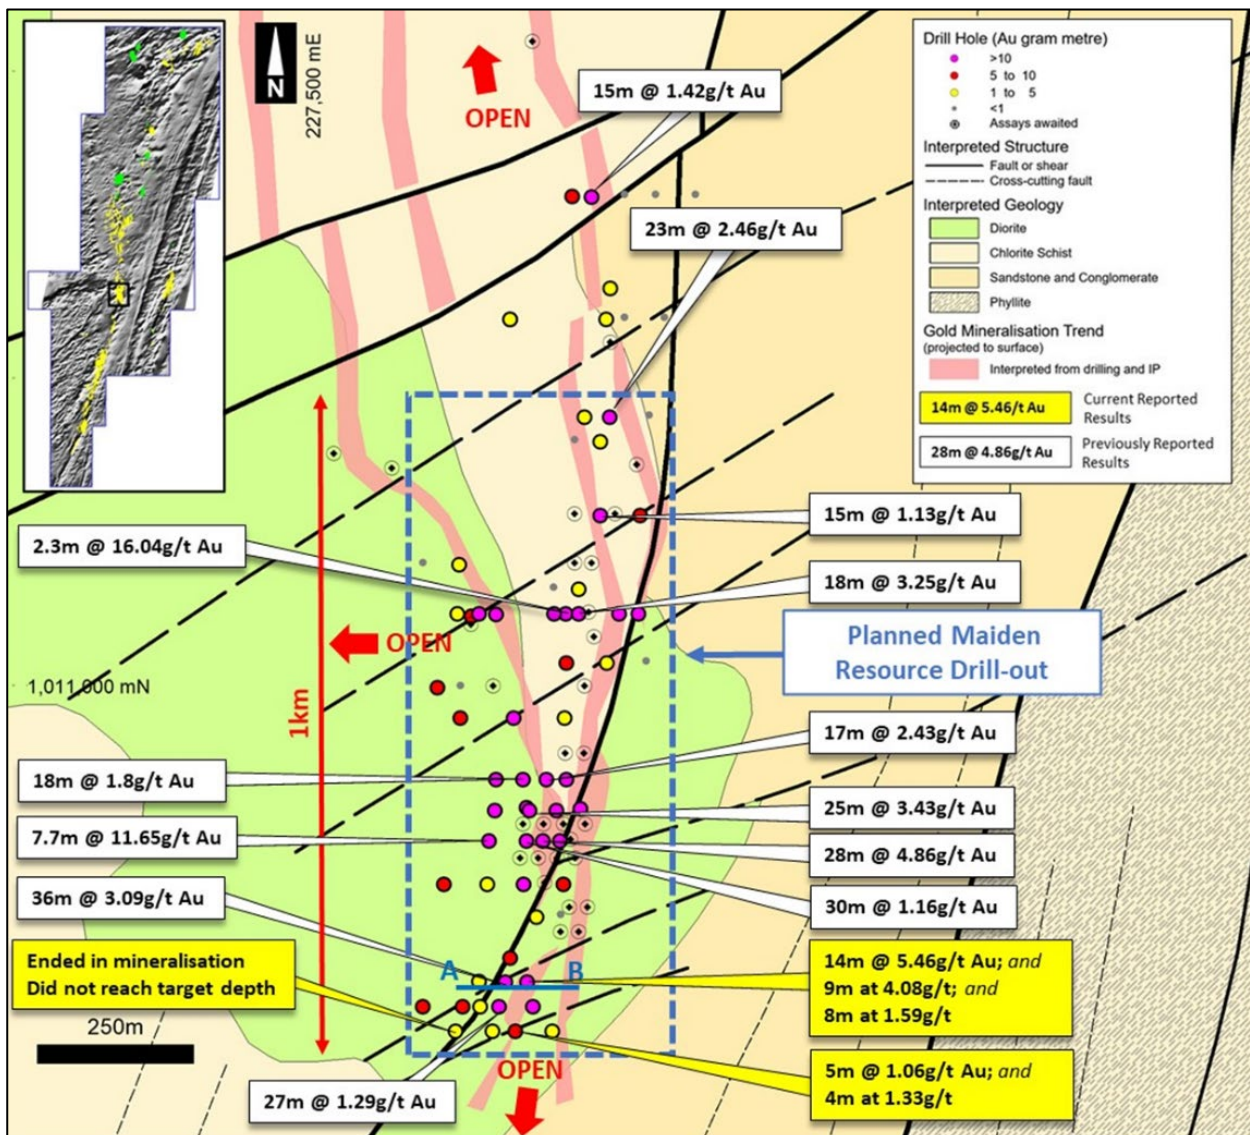 N
227,500 mE
OPEN
15m @ 1.42g/t Au
23m @ 2.46g/t Au
Drill Hole (Au gram metre)
>10
5 to 10
1 to 5
<1
Assays awaited
Interpreted Structure
Fault or shear
Cross-cutting fault
Interpreted Geology
Diorite
Chlorite Schist
Sandstone and Conglomerate
Phyllite
Gold Mineralisation Trend
(projected to surface)
Interpreted from drilling and IP
14m @ 5.46/t Au
Current Reported
Results
28m @ 4.86g/t Au
Previously Reported
Results
2.3m @ 16.04g/t Au
15m @ 1.13g/t Au
18m @ 3.25g/t Au
OPEN
Planned Maiden
Resource Drill-out
1,011,000 mN
1km
17m @ 2.43g/t Au
18m @ 1.8g/t Au
25m @ 3.43g/t Au
7.7m @ 11.65g/t Au
28m @ 4.86g/t Au
36m @ 3.09g/t Au
30m @ 1.16g/t Au
Ended in mineralisation
Did not reach target depth
A
B
14m @ 5.46g/t Au; and
9m at 4.08g/t; and
8m at 1.59g/t
250m
5m @ 1.06g/t Au; and
4m at 1.33g/t
OPEN
27m @ 1.29g/t Au